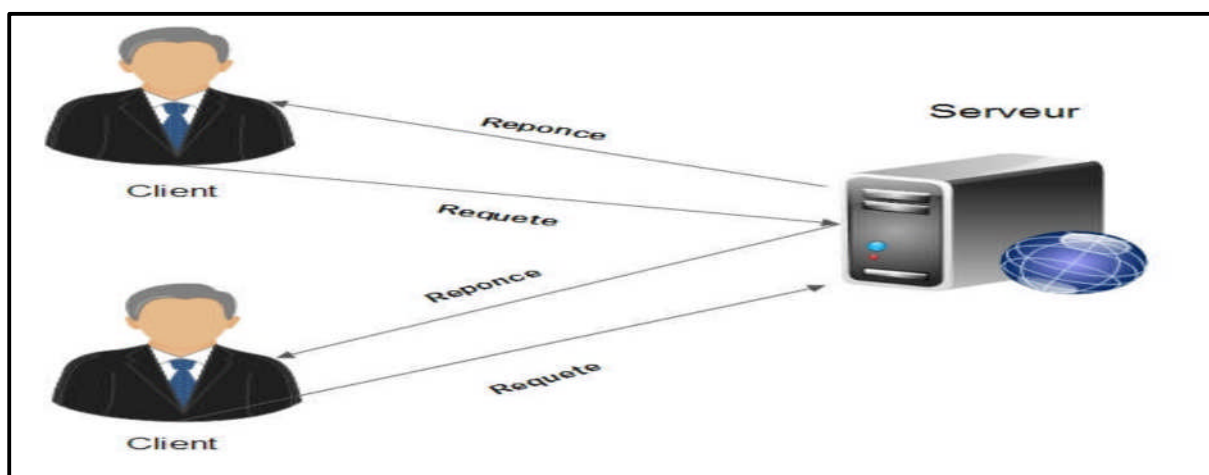 Serveur
Reponce
Client
Requete
Reponce
Requete
Client